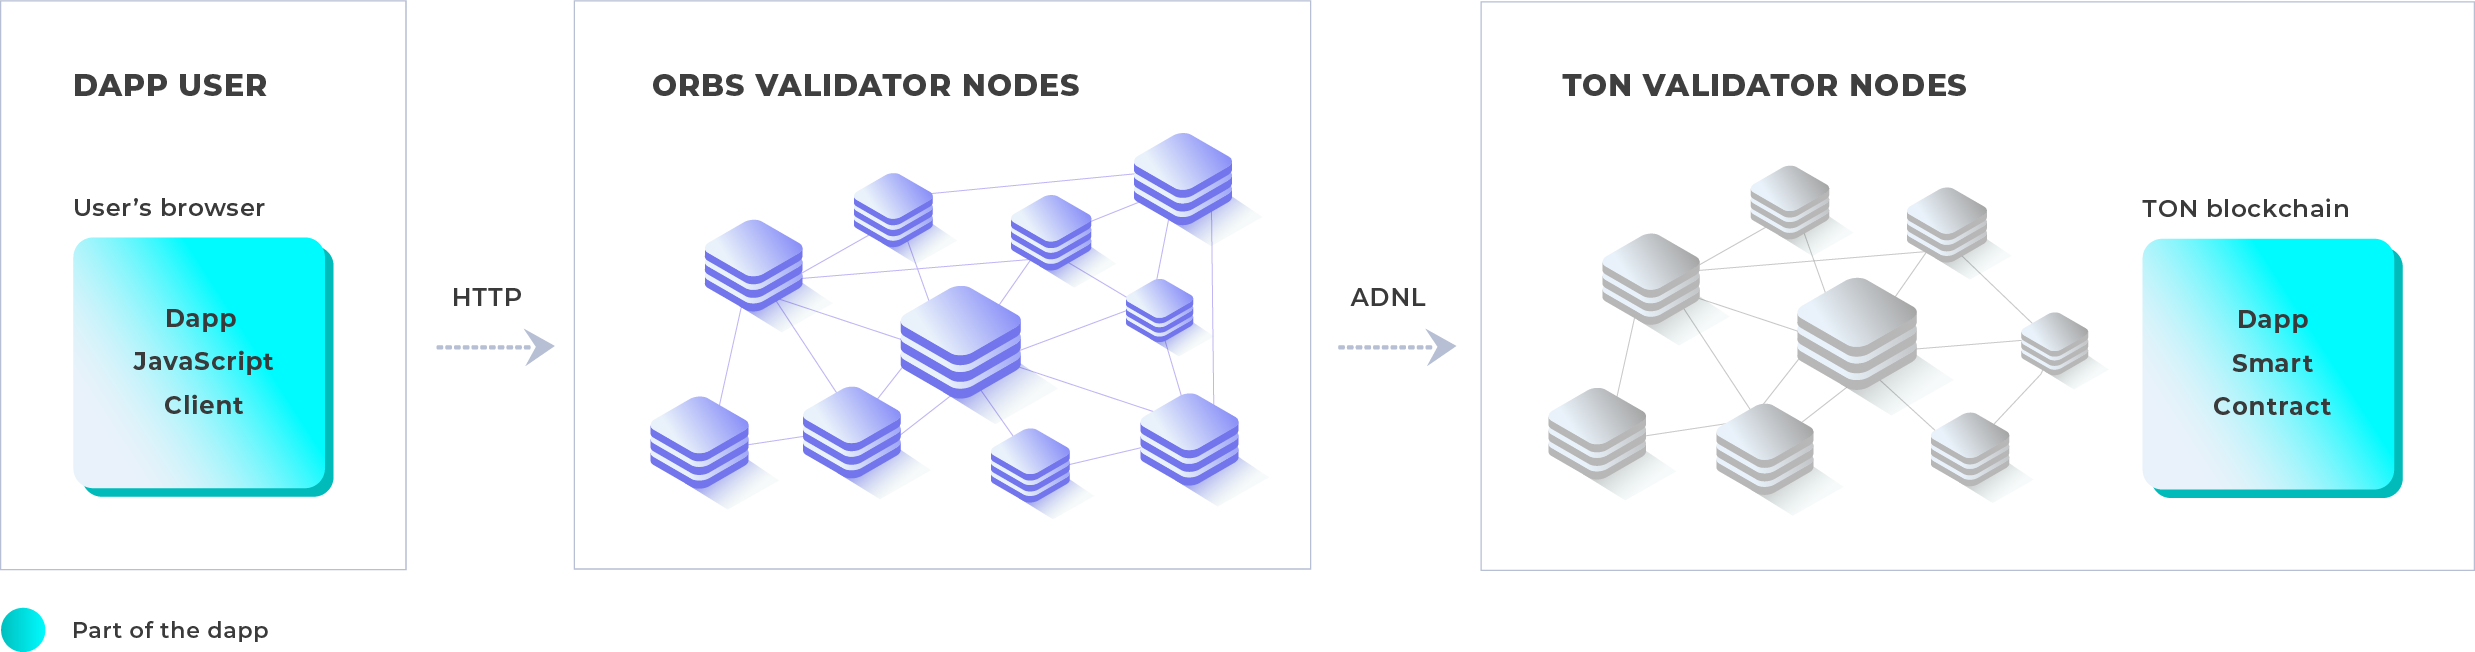 DAPP USER
User’s browser
Dapp
JavaScript
Client
HTTP
ORBS VALIDATOR NODES
ADNL
TON VALIDATOR NODES
TON blockchain
Dapp
Smart
Contract
Part of the dapp